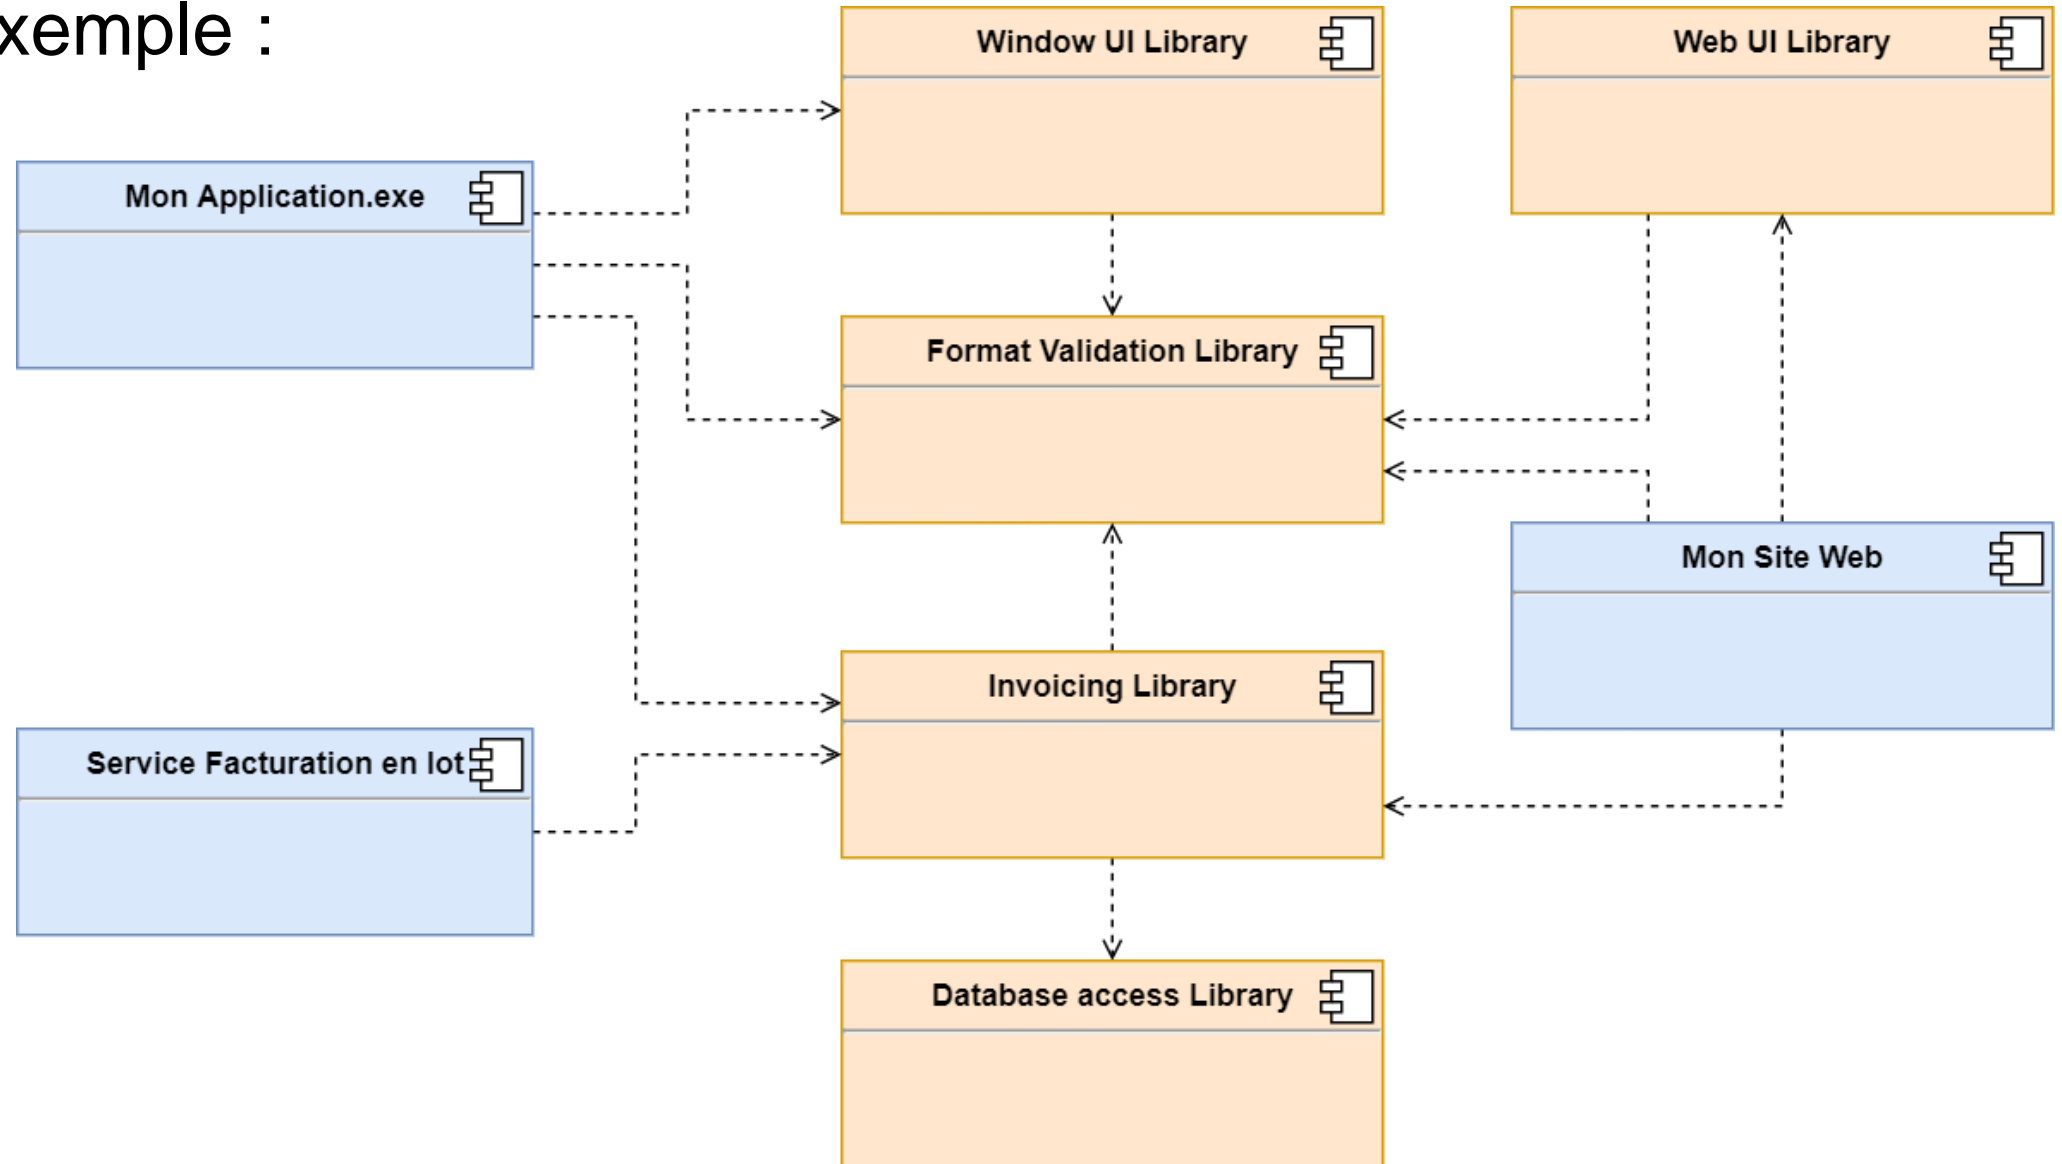 xemple :
Window UI Library
Web UI Library
Mon Application.exe
Format Validation Library
Mon Site Web
Invoicing Library
Service Facturation en lot
Database access Library